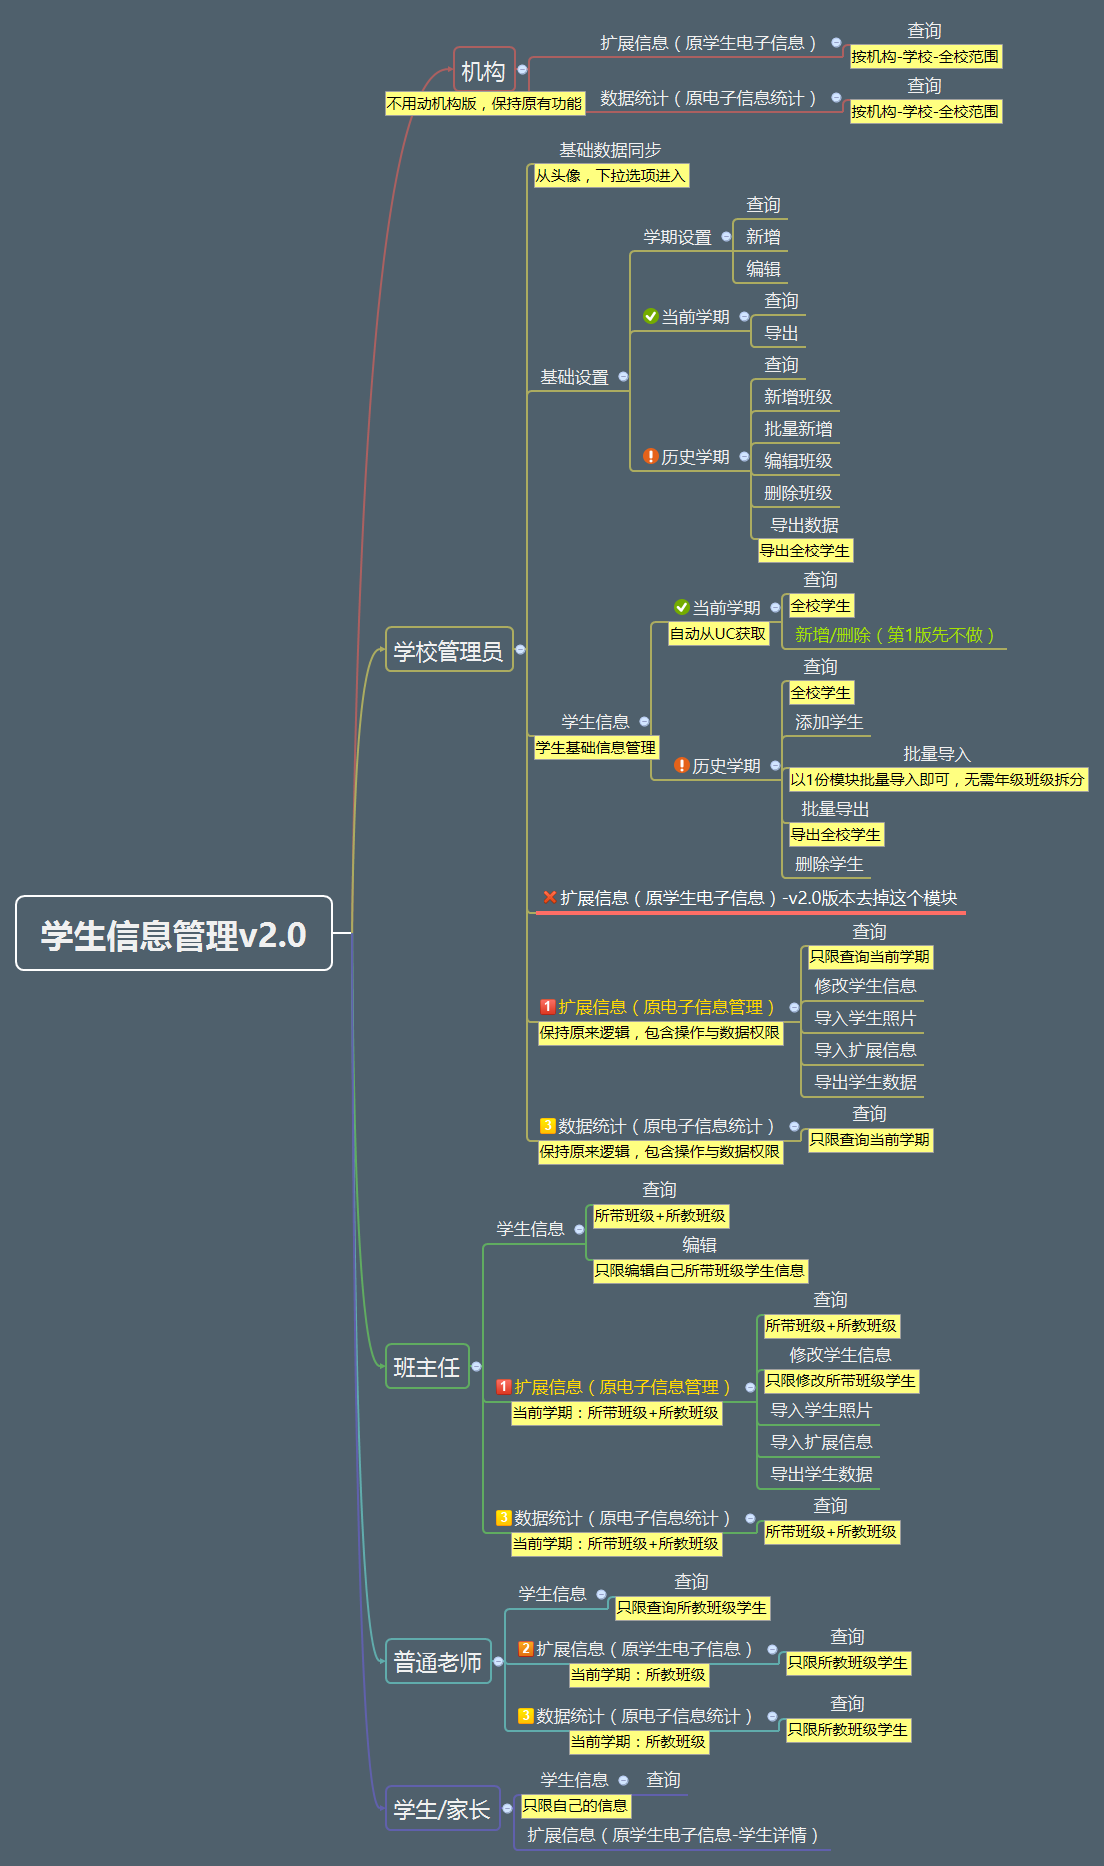 学生信息管理v2.0
机构
不用动机构版，保持原有功能
扩展信息（原学生电子信息）
查询
按机构-学校-全校范围
数据统计（原电子信息统计）
查询
按机构-学校-全校范围
学校管理员
基础数据同步
从头像，下拉选项进入
基础设置
学期设置
查询
新增
编辑
当前学期
查询
导出
历史学期
查询
新增班级
批量新增
编辑班级
删除班级
导出数据
导出全校学生
学生信息
学生基础信息管理
当前学期
自动从UC获取
查询
全校学生
新增/删除（第1版先不做）
历史学期
查询
全校学生
添加学生
批量导入
以1份模块批量导入即可，无需年级班级拆分
批量导出
导出全校学生
删除学生
扩展信息（原学生电子信息）-v2.0版本去掉这个模块
1 扩展信息（原电子信息管理）
保持原来逻辑，包含操作与数据权限
查询
只限查询当前学期
修改学生信息
导入学生照片
导入扩展信息
导出学生数据
3 数据统计（原电子信息统计）
保持原来逻辑，包含操作与数据权限
查询
只限查询当前学期
班主任
学生信息
查询
所带班级+所教班级
编辑
只限编辑自己所带班级学生信息
1 扩展信息（原电子信息管理）
当前学期：所带班级+所教班级
查询
所带班级+所教班级
修改学生信息
只限修改所带班级学生
导入学生照片
导入扩展信息
导出学生数据
3 数据统计（原电子信息统计）
当前学期：所带班级+所教班级
查询
所带班级+所教班级
普通老师
学生信息
查询
只限查询所教班级学生
2 扩展信息（原学生电子信息）
当前学期：所教班级
查询
只限所教班级学生
3 数据统计（原学生电子信息统计）
当前学期：所教班级
查询
只限所教班级学生
学生/家长
学生信息
只限自己的信息
查询
扩展信息（原学生电子信息-学生详情）